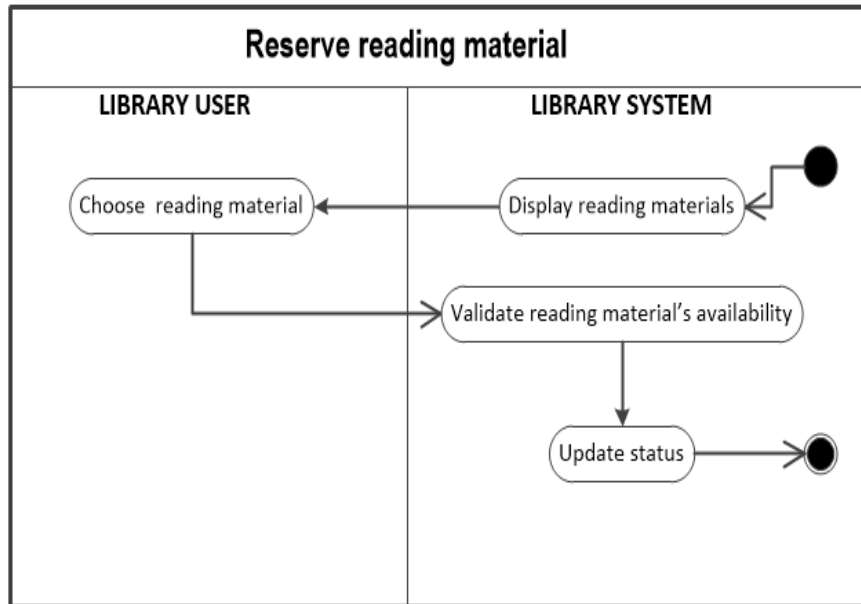 Reserve reading material
LIBRARY USER
LIBRARY SYSTEM
Choose reading material
Display reading materials
Validate reading material's availability
Update status